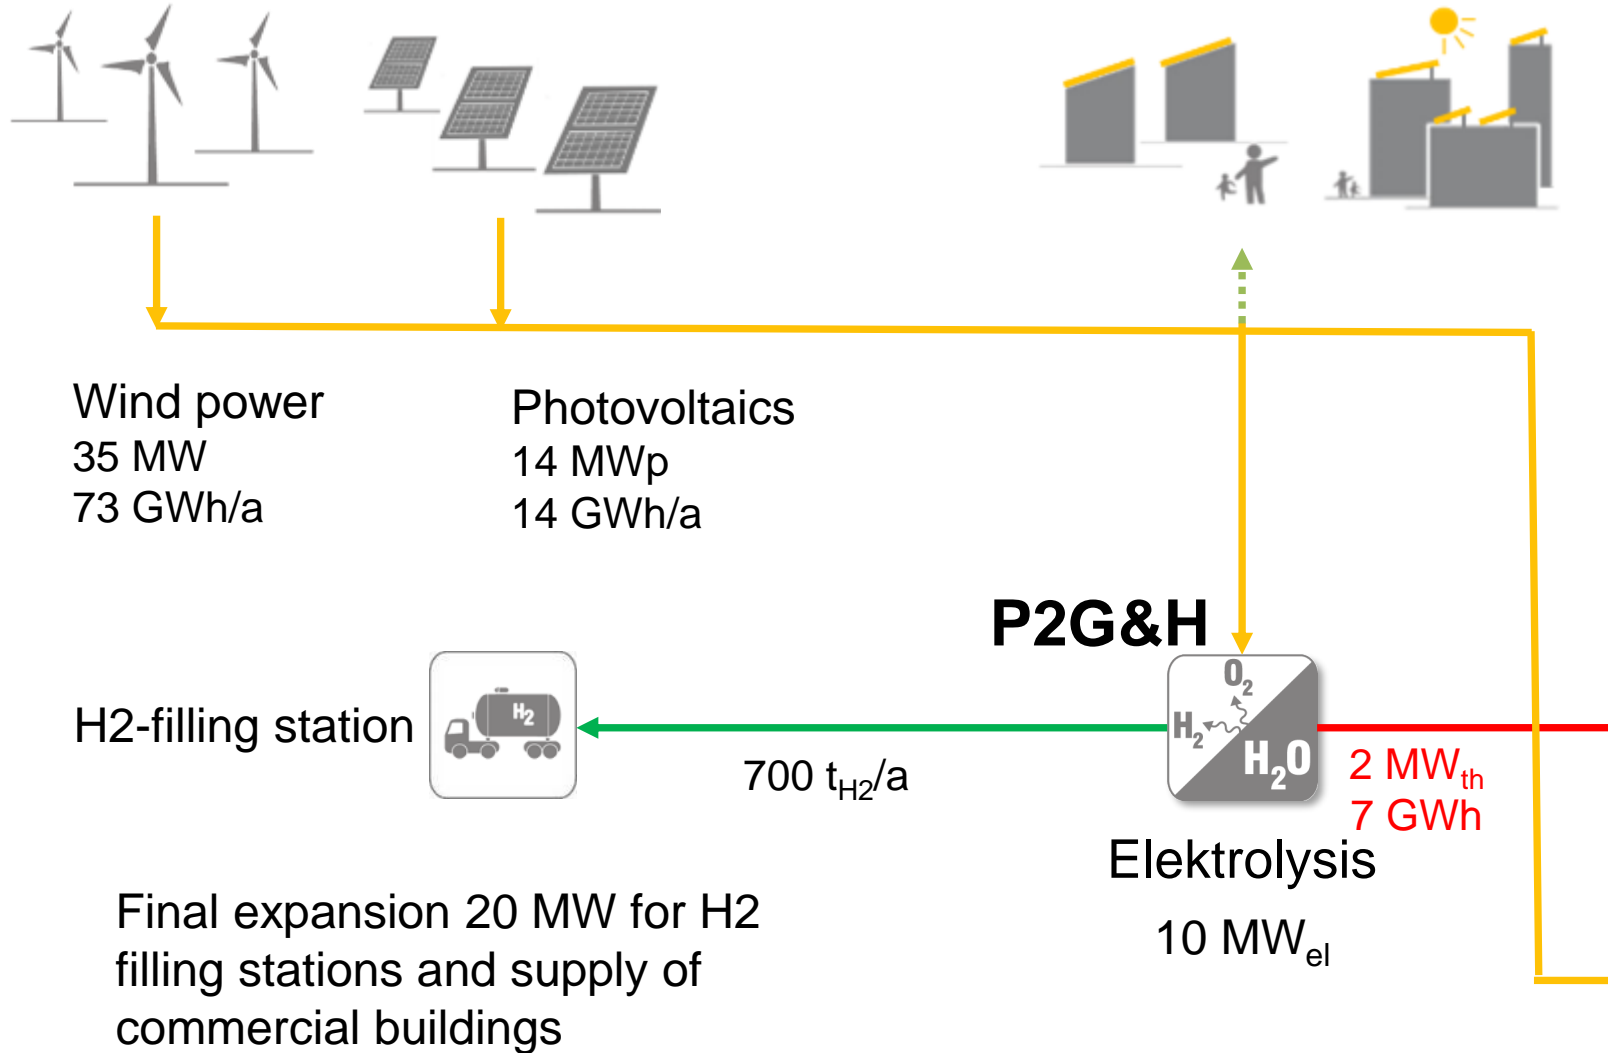 Wind power
35 MW
73 GWh/a
Photovoltaics
14 MWp
14 GWh/a
P2G&H
O2
H2
H2O
H2-filling station
H2
700 tH2/a
2 MWth
7 GWh
Elektrolysis
10 MWel
Final expansion 20 MW for H2
filling stations and supply of
commercial buildings